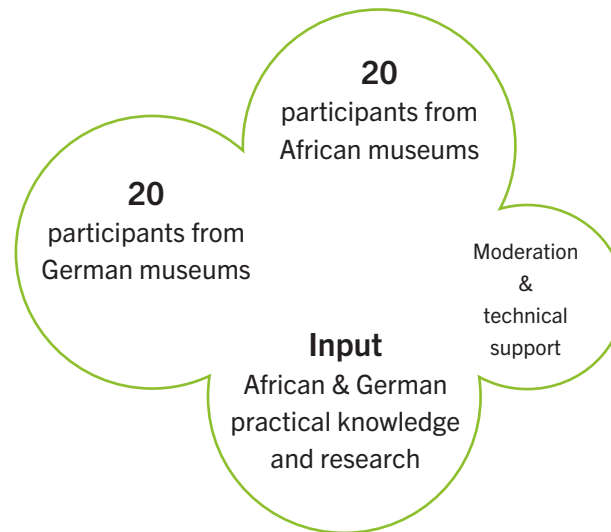 20
participants from
African museums
20
participants from
German museums
Moderation
&
technical
support
Input
African & German
practical knowledge
and research